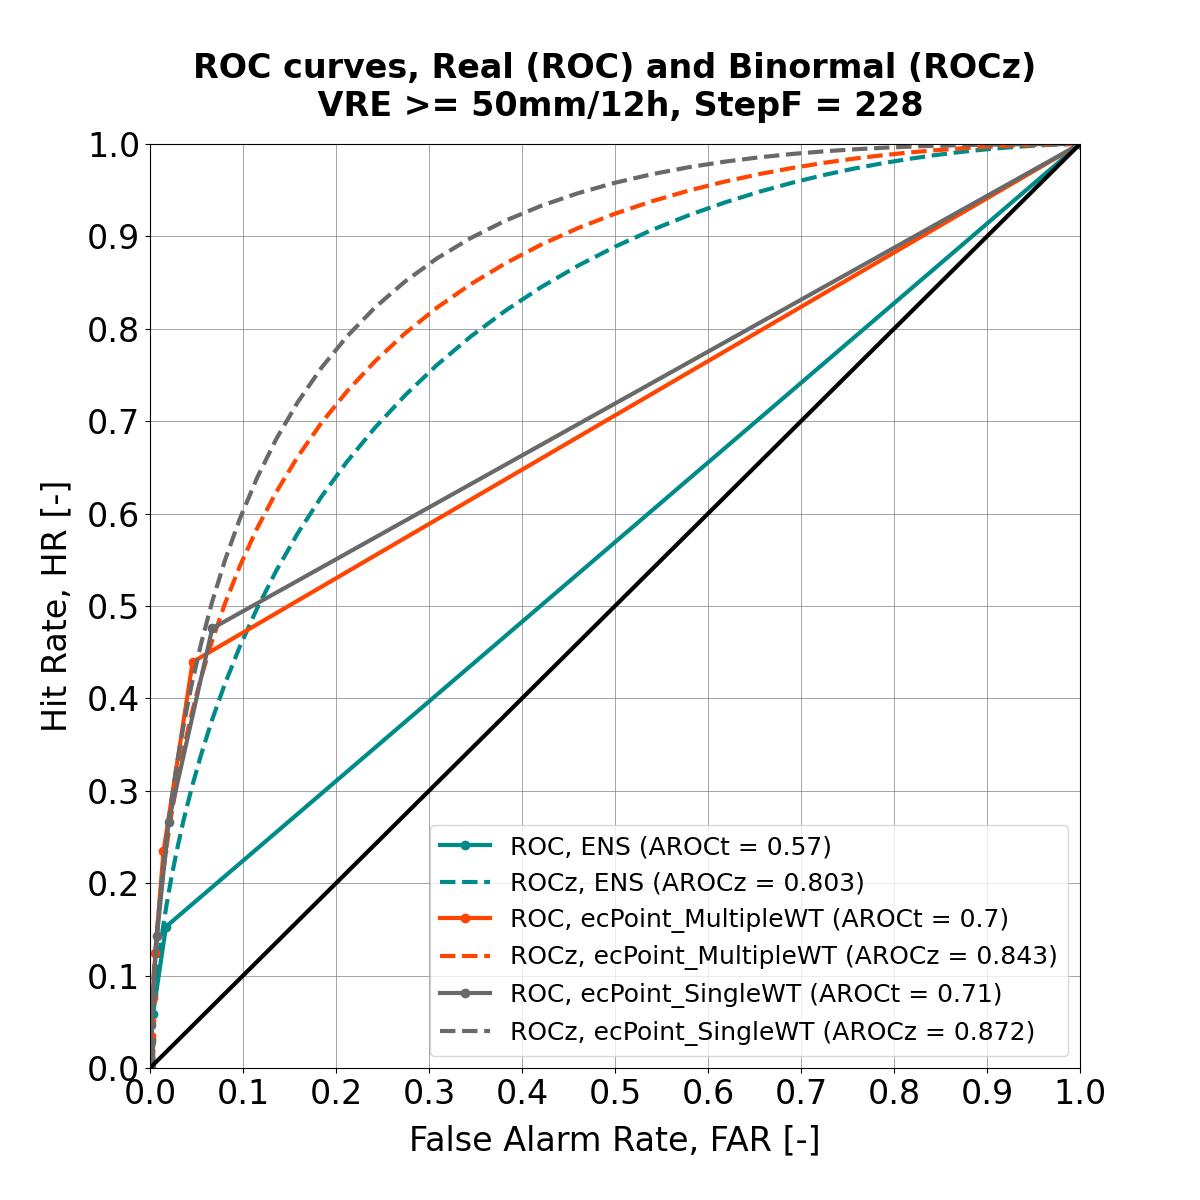 ROC curves, Real (ROC) and Binormal (ROCz)
VRE >= 50mm/12h, StepF = 228
1.0
0.9
0.8
0.7
0.6
0.5
0.4
0.3
0.2
0.1
0.0
Hit Rate, HR [-]
ROC, ENS (AROCt = 0.57)
ROCz, ENS (AROCz = 0.803)
ROC, ecPoint_MultipleWT (AROCt = 0.7)
ROCz, ecPoint_MultipleWT (AROCz = 0.843)
ROC, ecPoint_SingleWT (AROCt = 0.71)
ROCz, ecPoint_SingleWT (AROCz = 0.872)
0.0 0.1 0.2 0.3 0.4 0.5 0.6 0.7 0.8 0.9 1.0
False Alarm Rate, FAR [-]